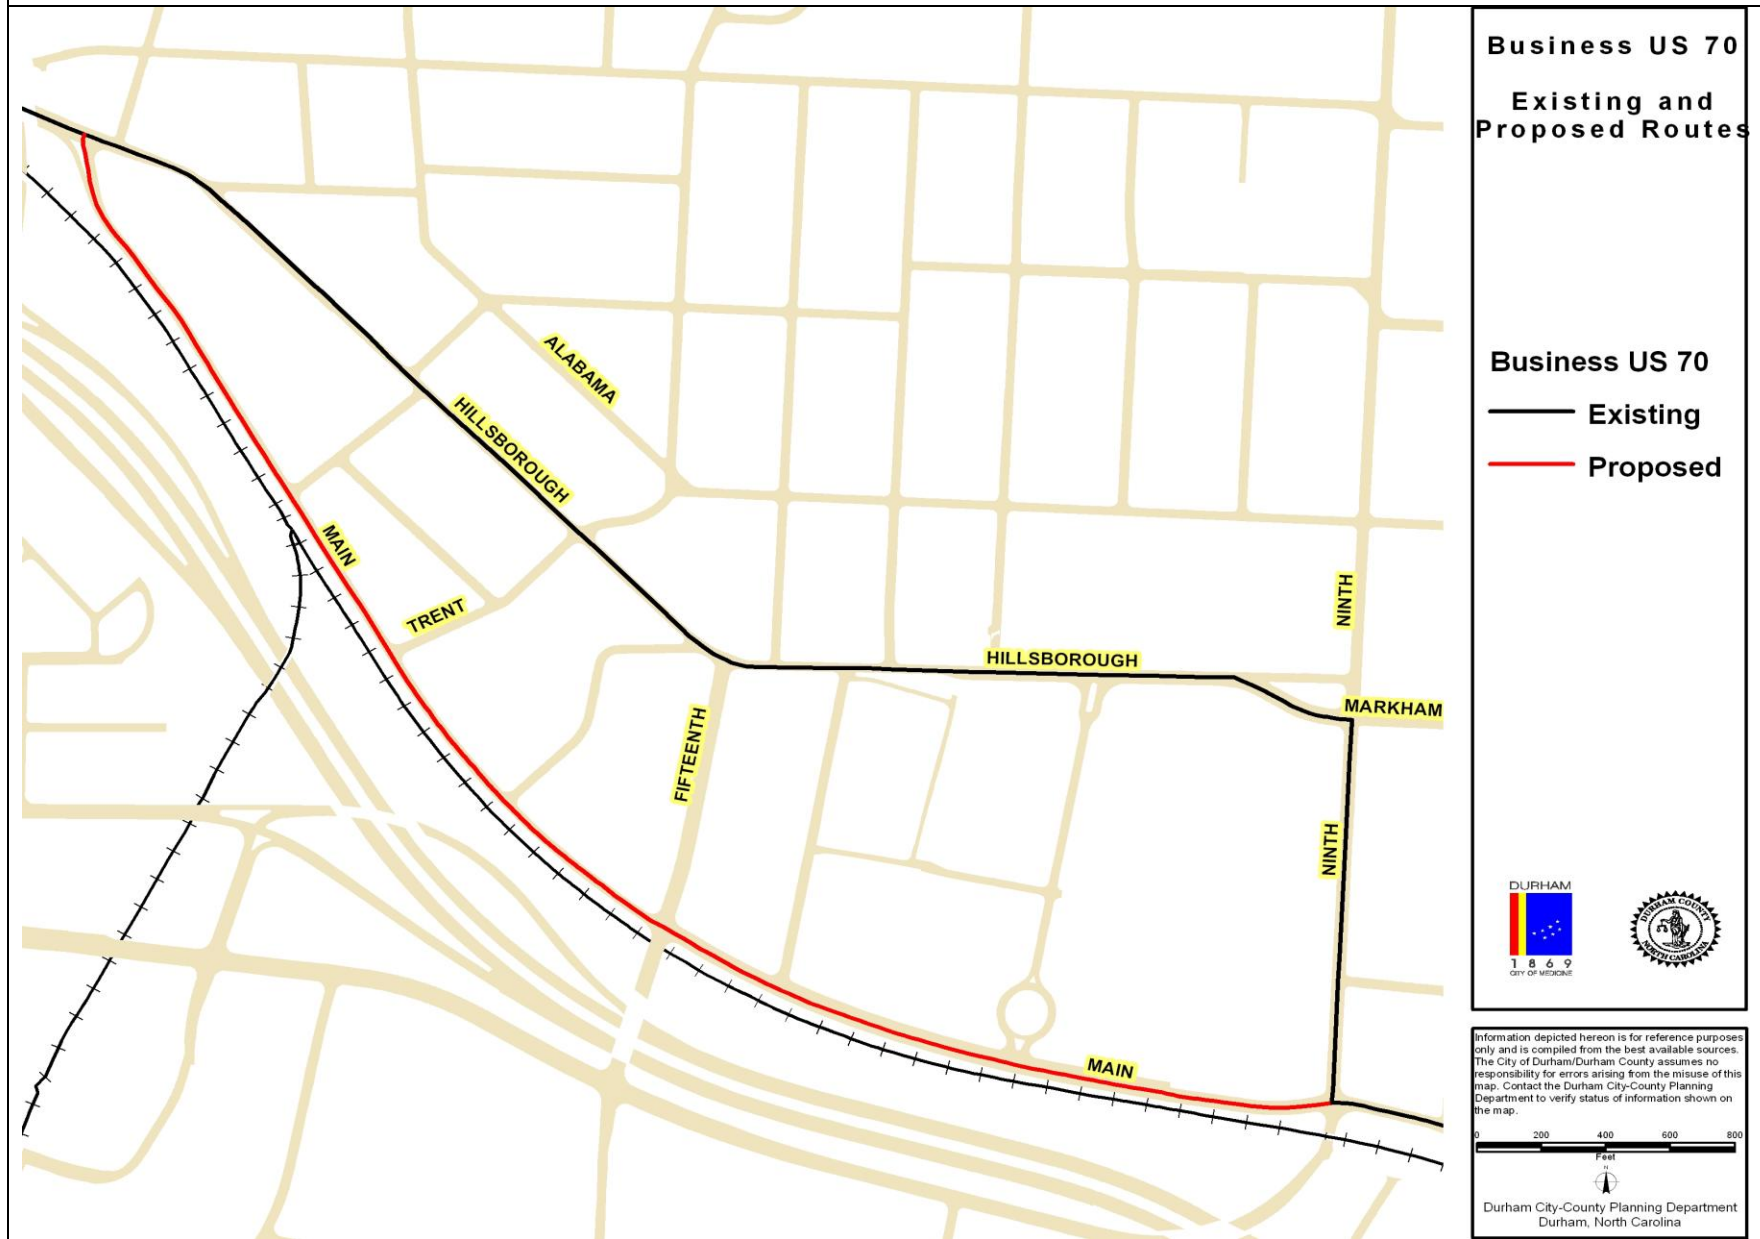 Business US 70
Existing and
Proposed Routes
Business US 70
Existing
Proposed
ALABAMA
HILLSBOROUGH
MAIN
TRENT
NINTH
HILLSBOROUGH
MARKHAM
FIFTEENTH
NINTH
MAIN
DURHAM
1 8 6 9
CITY OF MEDICINE
DURHAM COUNTY
NORTH CAROLINA
Information depicted hereon is for reference purposes
only and is compiled from the best available sources.
The City of Durham/Durham County assumes no
responsibility for errors arising from the misuse of this
map. Contact the Durham City-County Planning
Department to verify status of information shown on
the map.
0 200 400 600 800
Feet
N
Durham City-County Planning Department
Durham, North Carolina